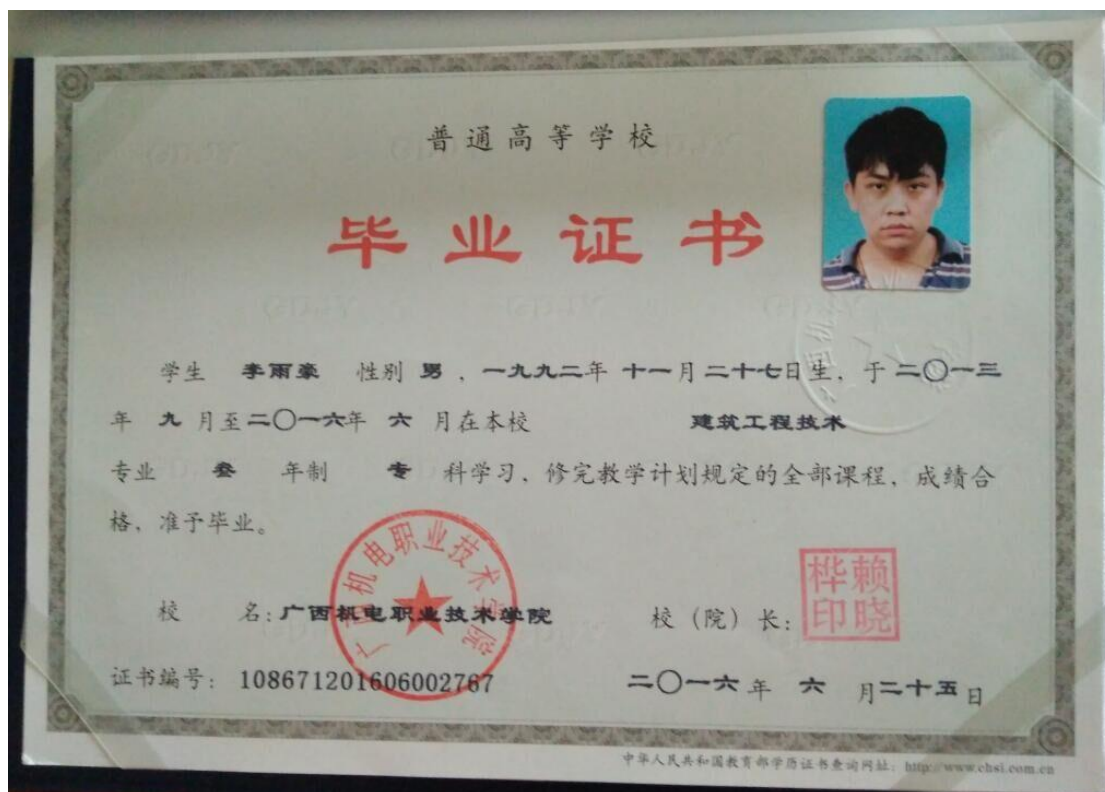 普通高等学校
毕业证书
学生 李雨豪 性别 男 ，一九九二年 十一月 二十七日生，于 二〇一三
年 九 月至二〇一六年 六 月在本校 建筑工程技术
专业 叁 年制 专 科学习，修完教学计划规定的全部课程，成绩合
格，准予毕业。
广西机电职业技术学院
校 名：广西机电职业技术学院 校（院）长：
赖晓桦印
证书编号：108671201606002767 二〇一六 年 六 月二十五日
中华人民共和国教育部学历证书查询网址：http://www.chsi.com.cn